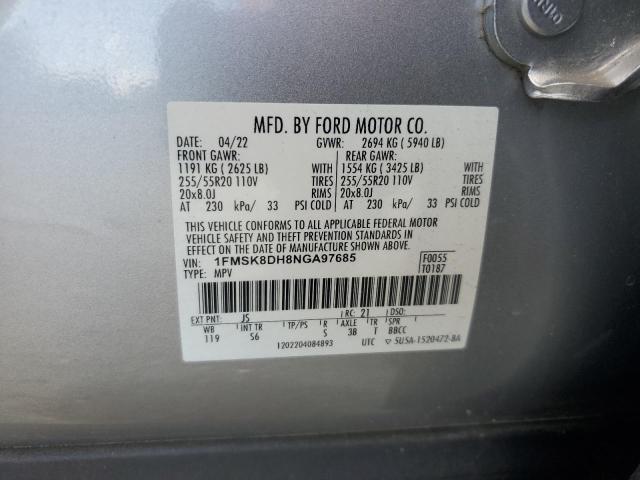 MFD. BY FORD MOTOR CO.
DATE: 04/22 GVWR: 2694 KG ( 5940 LB)
FRONT GAWR: REAR GAWR:
1191 KG ( 2625 LB) WITH 1554 KG ( 3425 LB) WITH
255/55R20 110V TIRES 255/55R20 110V TIRES
20x8.0J RIMS 20x8.0J RIMS
AT 230 kPa/ 33 PSI COLD AT 230 kPa/ 33 PSI COLD
THIS VEHICLE CONFORMS TO ALL APPLICABLE FEDERAL MOTOR
VEHICLE SAFETY AND THEFT PREVENTION STANDARDS IN
EFFECT ON THE DATE OF MANUFACTURE SHOWN ABOVE.
VIN: 1FMSK8DH8NGA97685 F0055
TYPE: MPV T0187
EXT PNT: JS RC: 21 DSO:
WB INT TR TP/PS R AXLE TR SPR
119 S6 S 3B T BBCC
1202204084893 UTC ▽ 5USA-1520472-BA